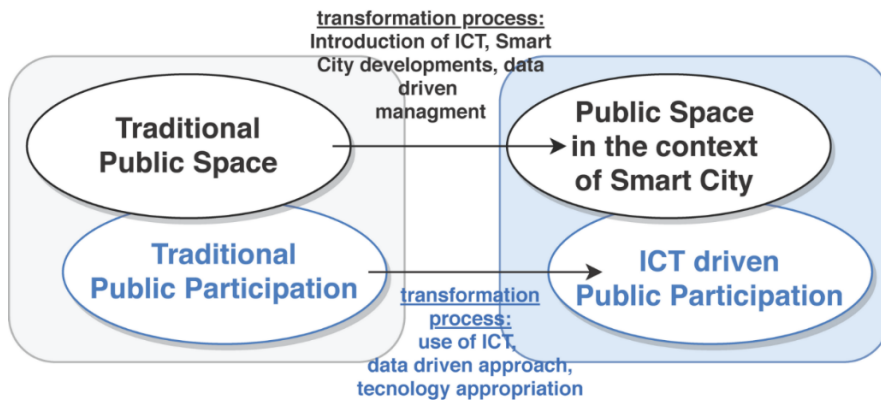 transformation process:
Introduction of ICT, Smart
City developments, data
driven
managment
Traditional
Public Space
Public Space
in the context
of Smart City
Traditional
Public Participation
ICT driven
Public Participation
transformation
process:
use of ICT,
data driven approach,
tecnology appropriation